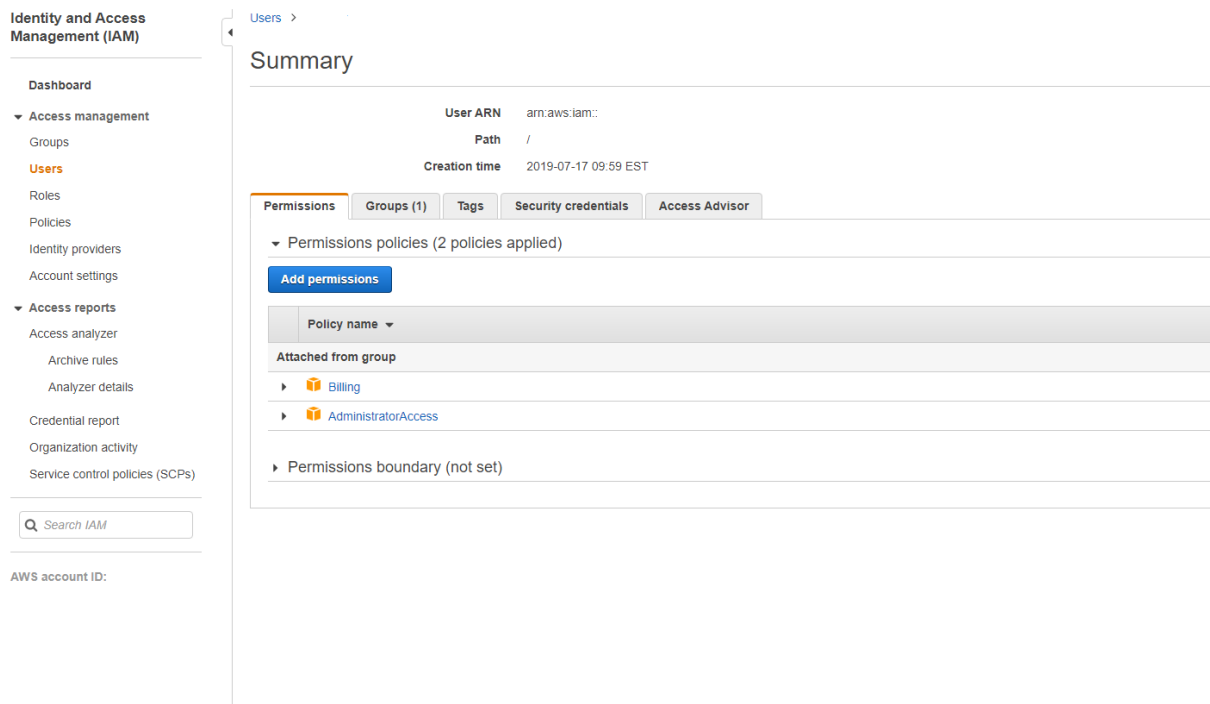 Identity and Access
Management (IAM)
Dashboard
Access management
Groups
Users
Roles
Policies
Identity providers
Account settings
Access reports
Access analyzer
Archive rules
Analyzer details
Credential report
Organization activity
Service control policies (SCPs)
Search IAM
AWS account ID:
Users >
Summary
User ARN arn:aws:iam::
Path /
Creation time 2019-07-17 09:59 EST
Permissions Groups (1) Tags Security credentials Access Advisor
Permissions policies (2 policies applied)
Add permissions
Policy name
Attached from group
Billing
AdministratorAccess
Permissions boundary (not set)